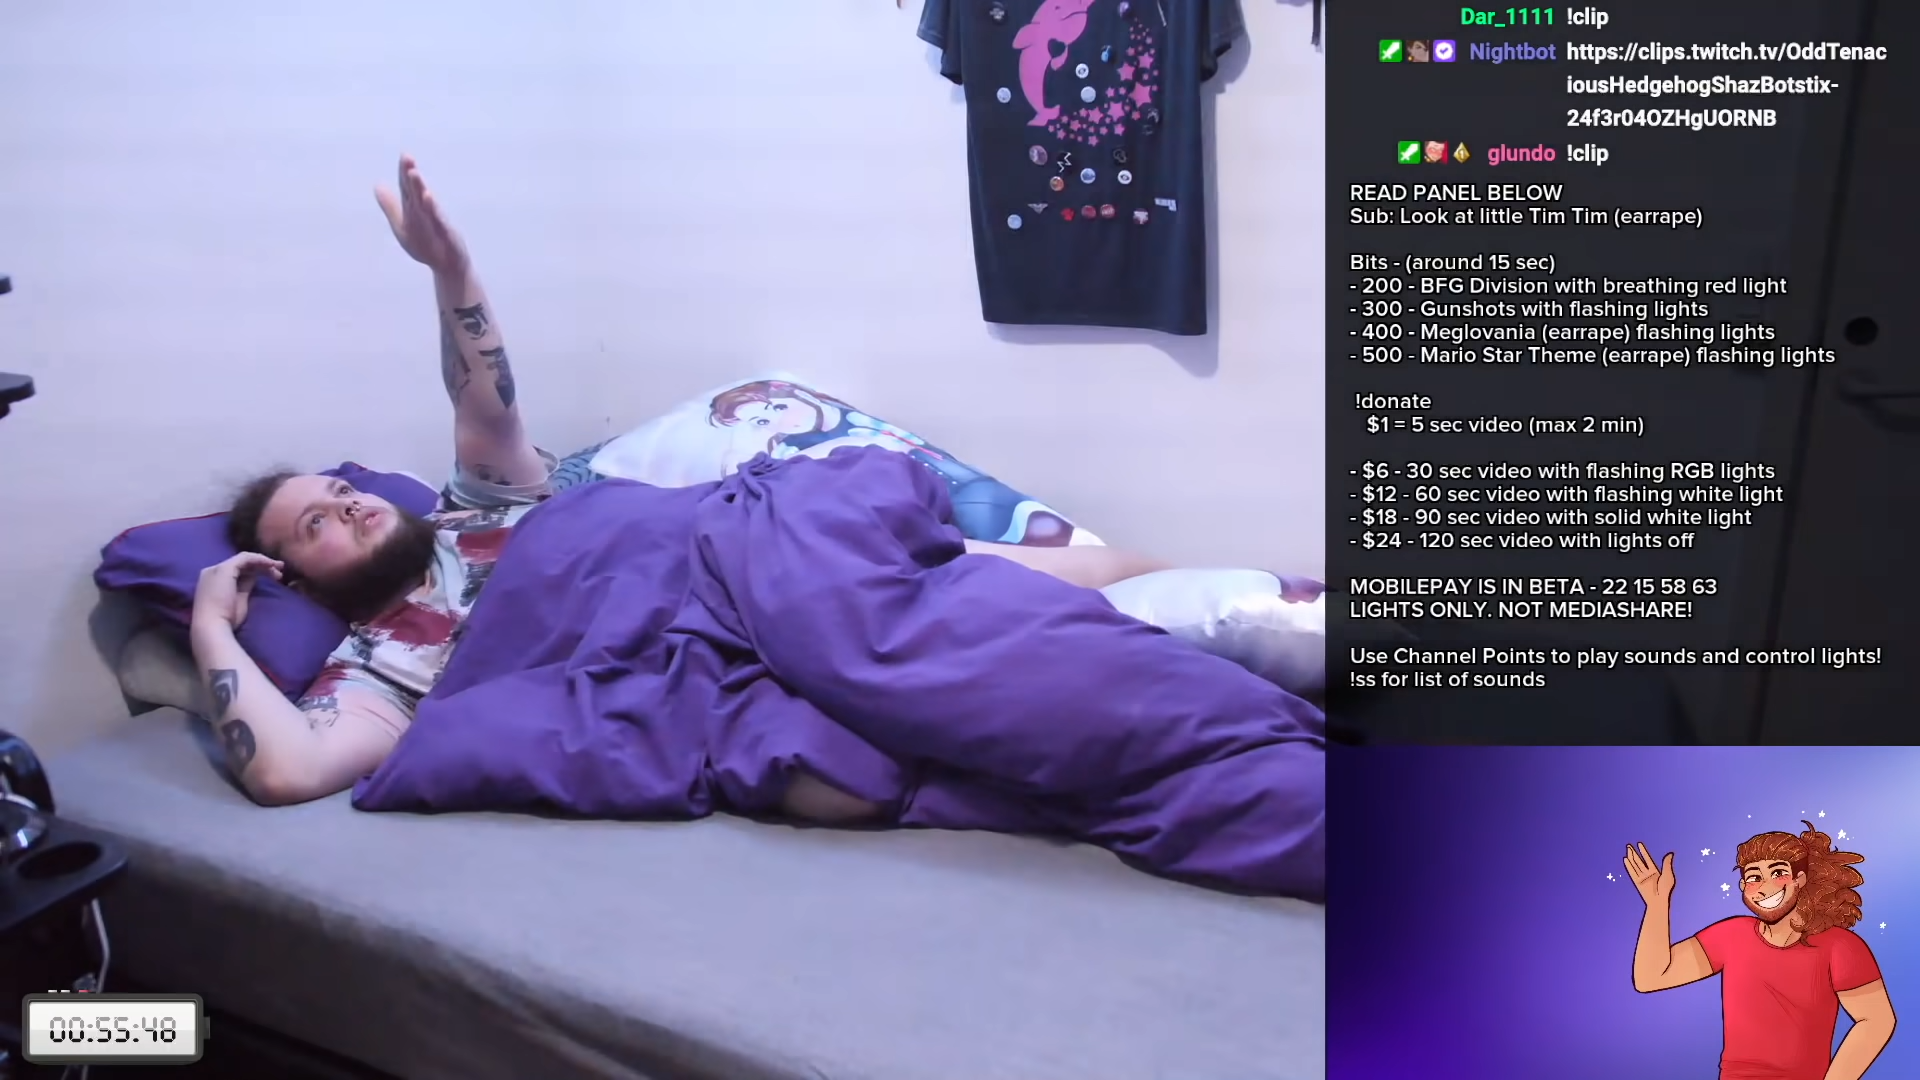 Dar_1111 !clip
Nightbot https://clips.twitch.tv/OddTenac
iousHedgehogShazBotstix-
24f3r04OZHgUORNB
glundo !clip
READ PANEL BELOW
Sub: Look at little Tim Tim (earrape)
Bits - (around 15 sec)
- 200 - BFG Division with breathing red light
- 300 - Gunshots with flashing lights
- 400 - Meglovania (earrape) flashing lights
- 500 - Mario Star Theme (earrape) flashing lights
!donate
$1 = 5 sec video (max 2 min)
- $6 - 30 sec video with flashing RGB lights
- $12 - 60 sec video with flashing white light
- $18 - 90 sec video with solid white light
- $24 - 120 sec video with lights off
MOBILEPAY IS IN BETA - 22 15 58 63
LIGHTS ONLY. NOT MEDIASHARE!
Use Channel Points to play sounds and control lights!
!ss for list of sounds
00:55:48